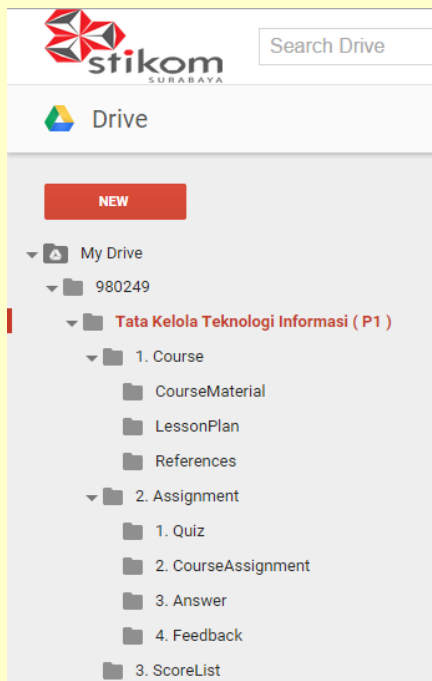 stikom
SURABAYA
Search Drive
Drive
NEW
My Drive
980249
Tata Kelola Teknologi Informasi ( P1 )
1. Course
CourseMaterial
LessonPlan
References
2. Assignment
1. Quiz
2. CourseAssignment
3. Answer
4. Feedback
3. ScoreList